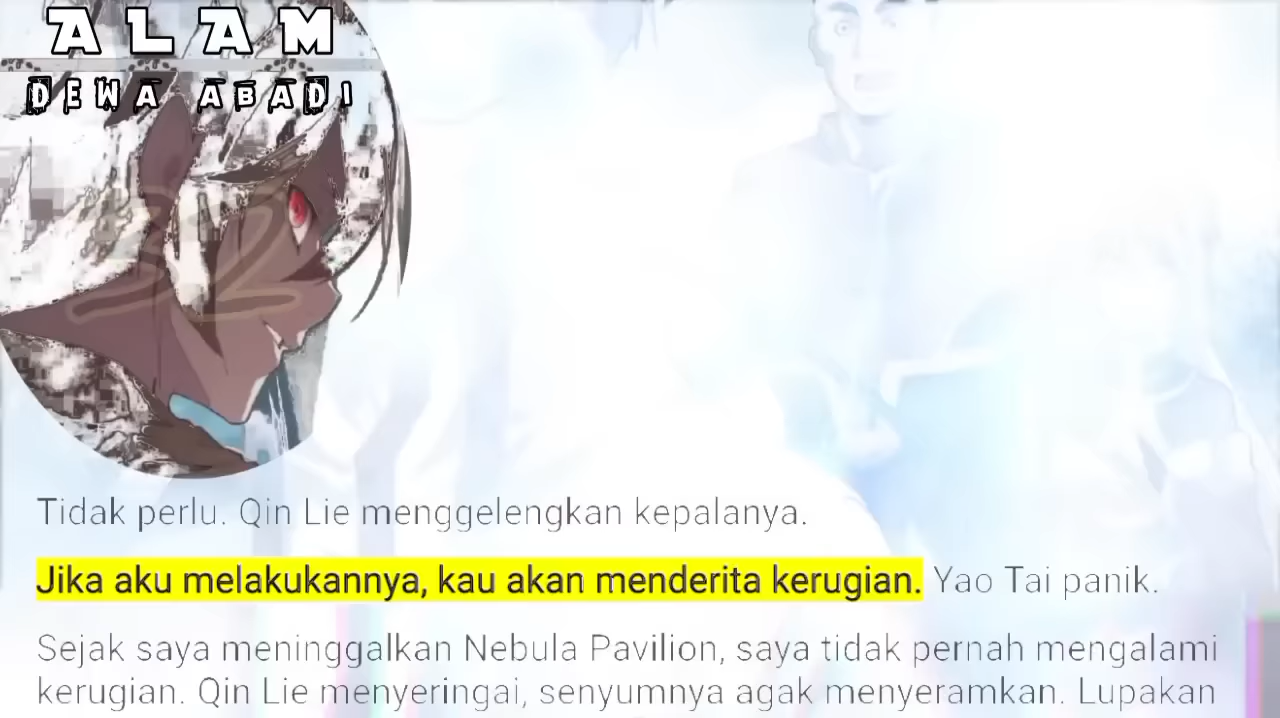 ALAM
DEWA ABADI
Tidak perlu. Qin Lie menggelengkan kepalanya.
Jika aku melakukannya, kau akan menderita kerugian. Yao Tai panik.
Sejak saya meninggalkan Nebula Pavilion, saya tidak pernah mengalami
kerugian. Qin Lie menyeringai, senyumnya agak menyeramkan. Lupakan